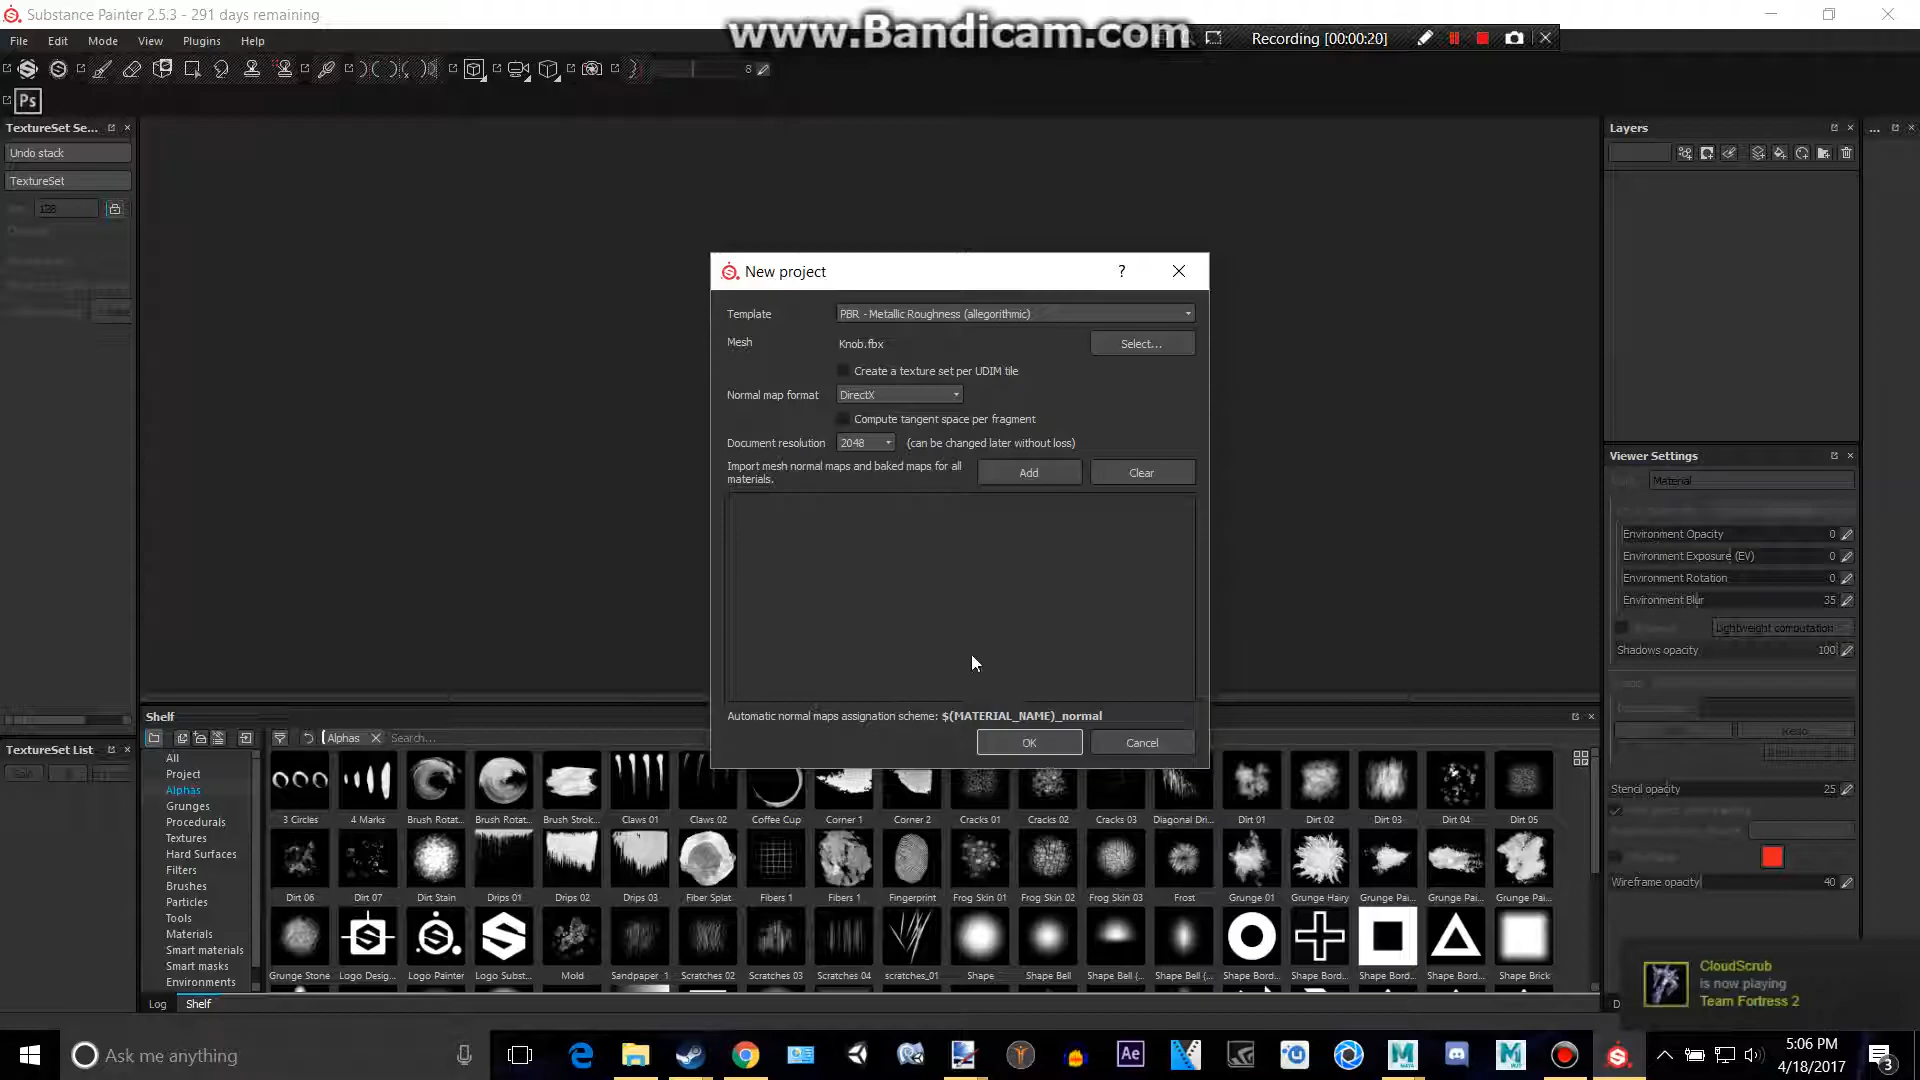 Substance Painter 2.5.3 - 291 days remaining
www.Bandicam.com
Recording [00:00:20]
File Edit Mode View Plugins Help
8
Ps
TextureSet Se...
Undo stack
TextureSet
128
Layers
...
New project
?
Template PBR - Metallic Roughness (allegorithmic)
Mesh Knob.fbx Select...
Create a texture set per UDIM tile
Normal map format DirectX
Compute tangent space per fragment
Document resolution 2048 (can be changed later without loss)
Import mesh normal maps and baked maps for all
materials.
Add Clear
Automatic normal maps assignation scheme: $(MATERIAL_NAME)_normal
OK Cancel
Viewer Settings
Material
Environment Opacity 0
Environment Exposure (EV) 0
Environment Rotation 0
Environment Blur 35
Lightweight computation
Shadows opacity 100
Stencil opacity 25
Wireframe opacity 40
TextureSet List
Shelf
Alphas Search...
All
Project
Alphas
Grunges
Procedurals
Textures
Hard Surfaces
Filters
Brushes
Particles
Tools
Materials
Smart materials
Smart masks
Environments
3 Circles 4 Marks Brush Rotat... Brush Rotat... Brush Strok... Claws 01 Claws 02 Coffee Cup Corner 1 Corner 2 Cracks 01 Cracks 02 Cracks 03 Diagonal Dri... Dirt 01 Dirt 02 Dirt 03 Dirt 04 Dirt 05
Dirt 06 Dirt 07 Dirt Stain Drips 01 Drips 02 Drips 03 Fiber Splat Fibers 1 Fibers 1 Fingerprint Frog Skin 01 Frog Skin 02 Frog Skin 03 Frost Grunge 01 Grunge Hairy Grunge Pai... Grunge Pai... Grunge Pai...
Grunge Stone Logo Desig... Logo Painter Logo Subst... Mold Sandpaper 1 Scratches 02 Scratches 03 Scratches 04 scratches_01 Shape Shape Bell Shape Bell (... Shape Bell (... Shape Bord... Shape Bord... Shape Bord... Shape Bord... Shape Brick
Log Shelf
CloudScrub
is now playing
Team Fortress 2
Ask me anything
Ae
5:06 PM
4/18/2017
3